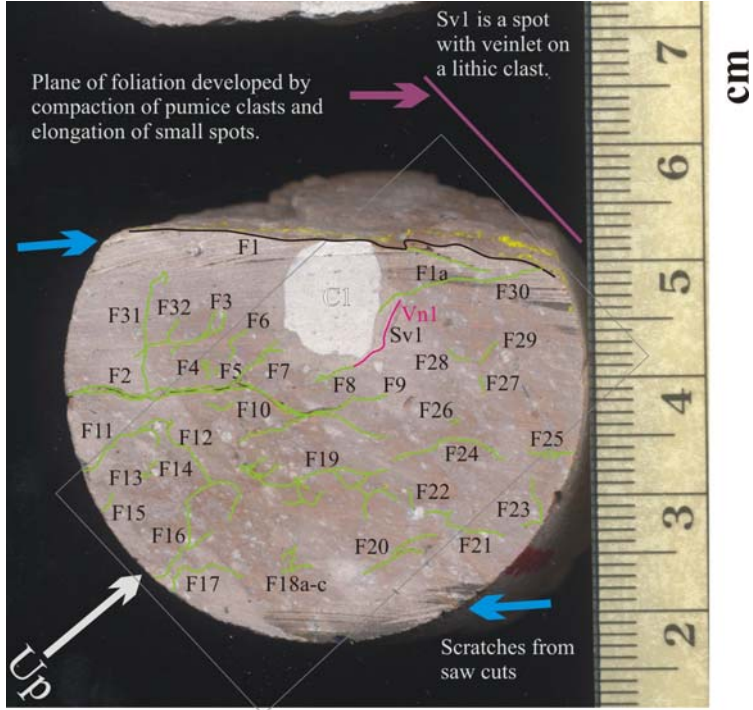 Sv1 is a spot
with veinlet on
a lithic clast.
7
cm
Plane of foliation developed by
compaction of pumice clasts and
elongation of small spots.
6
F1
F1a
5
C1
F30
F31
F32
F3
Vn1
F6
Sv1
F29
F28
F2
F4
F5
F7
F8
F9
F27
4
F10
F26
F11
F12
F25
F24
F19
F13
F14
F22
F15
F23
3
F16
F20
F21
F17
F18a-c
2
Up
Scratches from
saw cuts